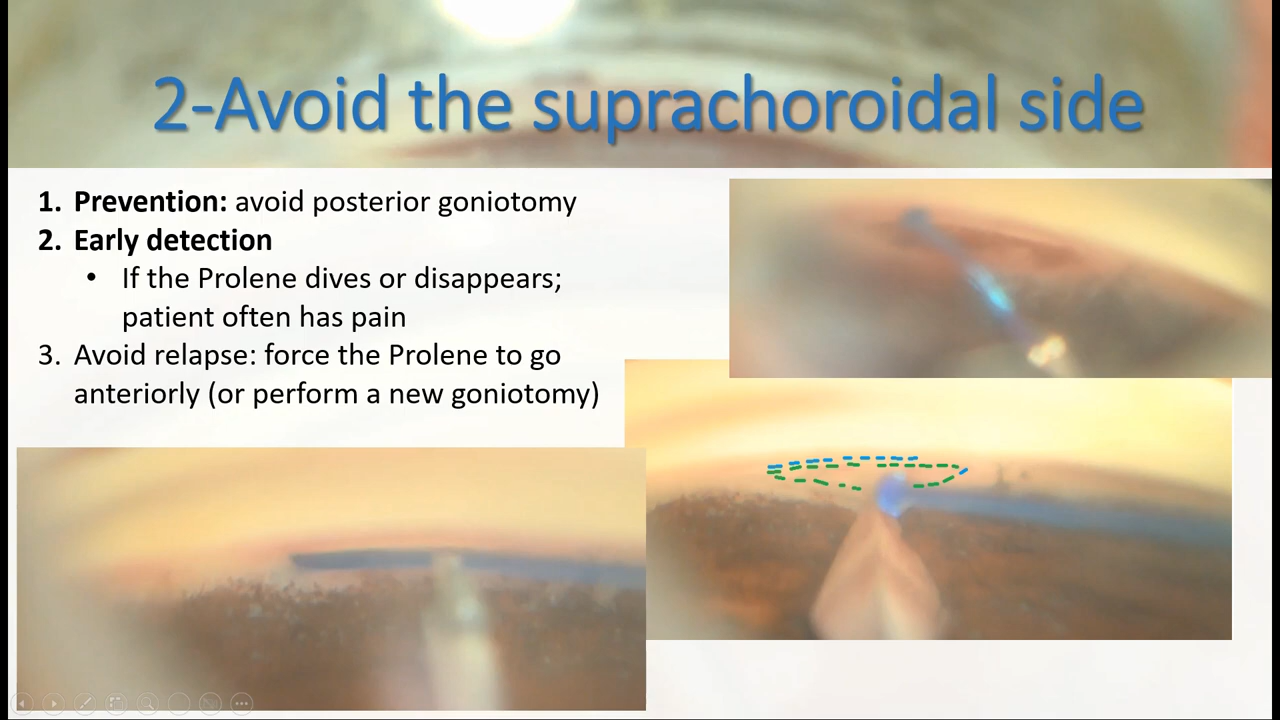 2-Avoid the suprachoroidal side
1. Prevention: avoid posterior goniotomy
2. Early detection
• If the Prolene dives or disappears;
patient often has pain
3. Avoid relapse: force the Prolene to go
anteriorly (or perform a new goniotomy)